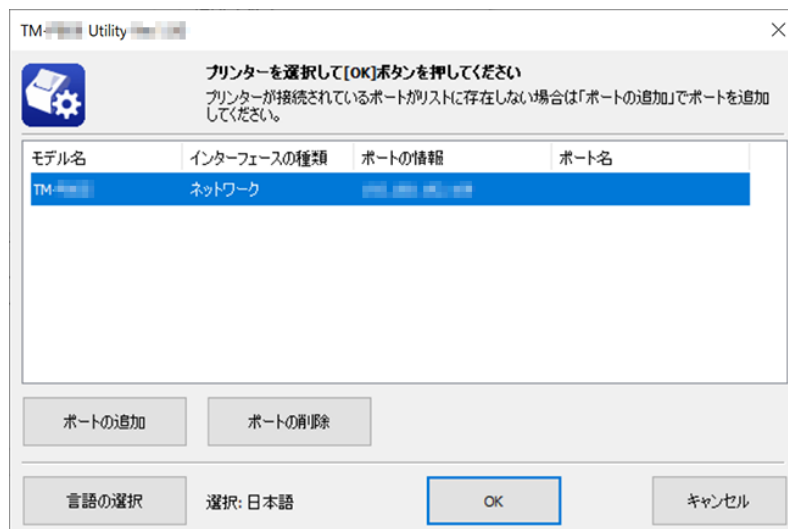 TM- Utility
プリンターを選択して[OK]ボタンを押してください
プリンターが接続されているポートがリストに存在しない場合は「ポートの追加」でポートを追加
してください。
モデル名 インターフェースの種類 ポートの情報 ポート名
TM- ネットワーク
ポートの追加 ポートの削除
言語の選択 選択: 日本語 OK キャンセル